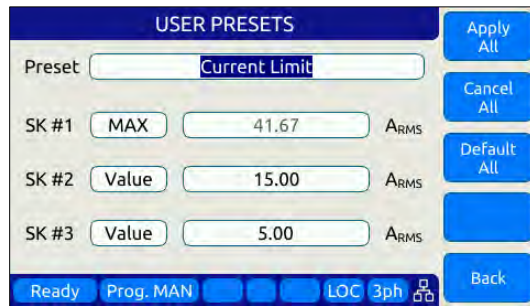 USER PRESETS
Preset Current Limit
SK #1 MAX 41.67 ARMS
SK #2 Value 15.00 ARMS
SK #3 Value 5.00 ARMS
Ready Prog. MAN LOC 3ph
Apply All
Cancel All
Default All
Back